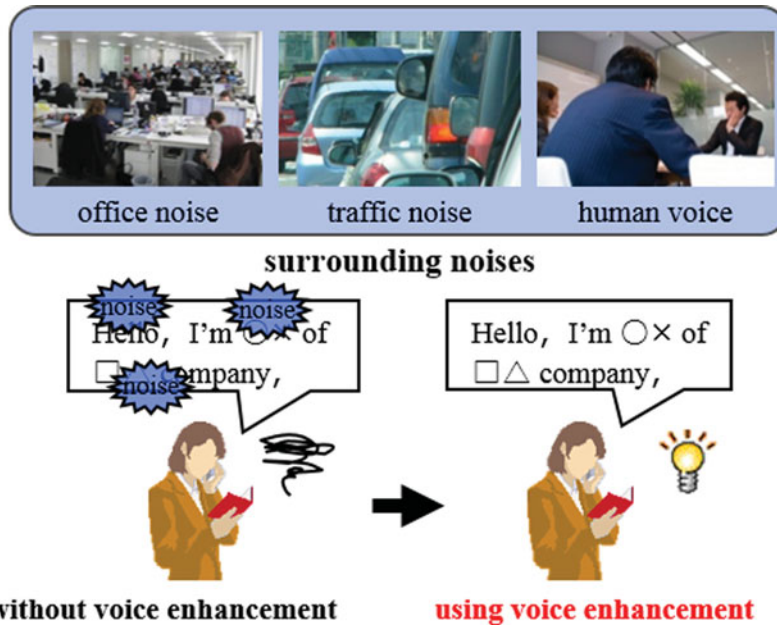 office noise
traffic noise
human voice
surrounding noises
noise
noise
Hello, I'm ○× of
□△ company,
noise
Hello, I'm ○× of
□△ company,
without voice enhancement
using voice enhancement